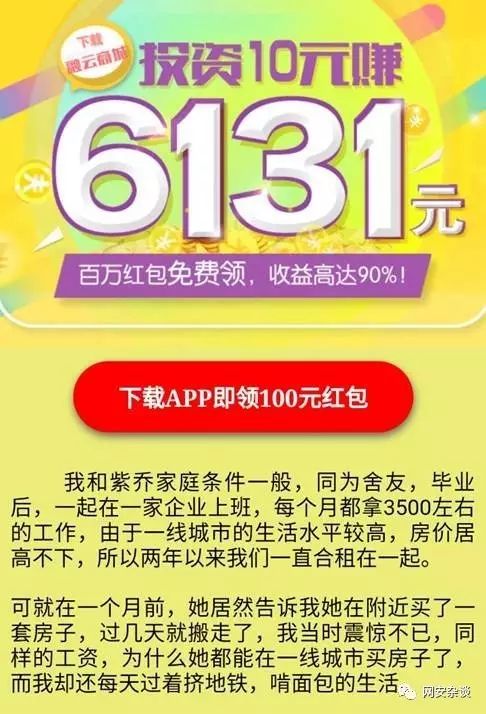 下载
融云商城
投资10元赚
6131元
百万红包免费领，收益高达90%！
下载APP即领100元红包
我和紫乔家庭条件一般，同为舍友，毕业
后，一起在一家企业上班，每个月都拿3500左右
的工作，由于一线城市的生活水平较高，房价居
高不下，所以两年以来我们一直合租在一起。
可就在一个月前，她居然告诉我她在附近买了一
套房子，过几天就搬走了，我当时震惊不已，同
样的工资，为什么她都能在一线城市买房子了，
而我却还每天过着挤地铁，啃面包的生活
网安杂谈